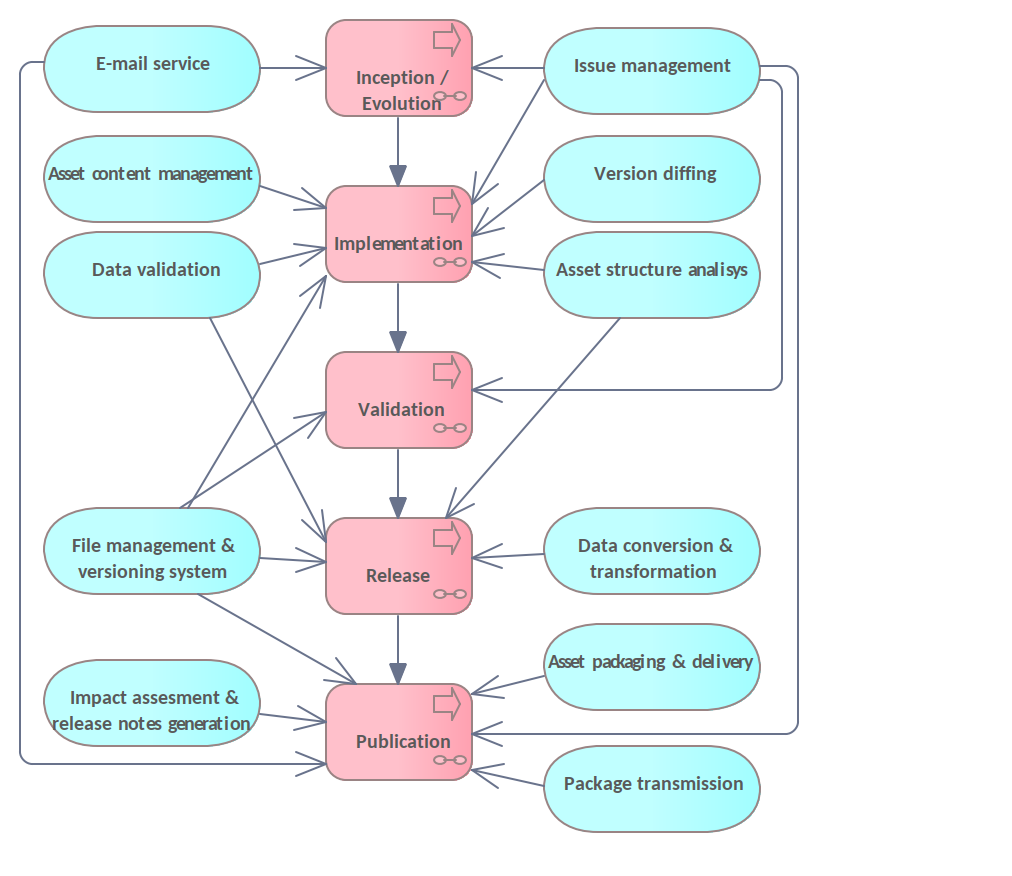 E-mail service
Inception /
Evolution
Issue management
Asset content management
Version diffing
Implementation
Data validation
Asset structure analisys
Validation
File management &
versioning system
Release
Data conversion &
transformation
Impact assesment &
release notes generation
Publication
Asset packaging & delivery
Package transmission